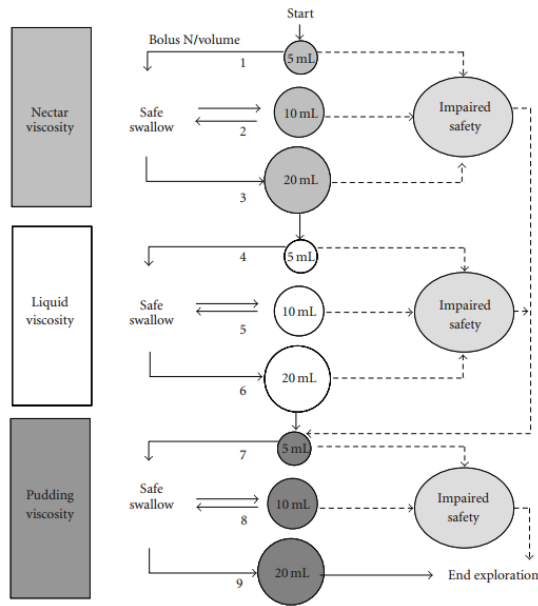 Start
Bolus N/volume
1
5 mL
Nectar
viscosity
Safe
swallow
2
10 mL
Impaired
safety
3
20 mL
4
5 mL
Liquid
viscosity
Safe
swallow
5
10 mL
Impaired
safety
6
20 mL
7
5 mL
Pudding
viscosity
Safe
swallow
8
10 mL
Impaired
safety
9
20 mL
End exploration